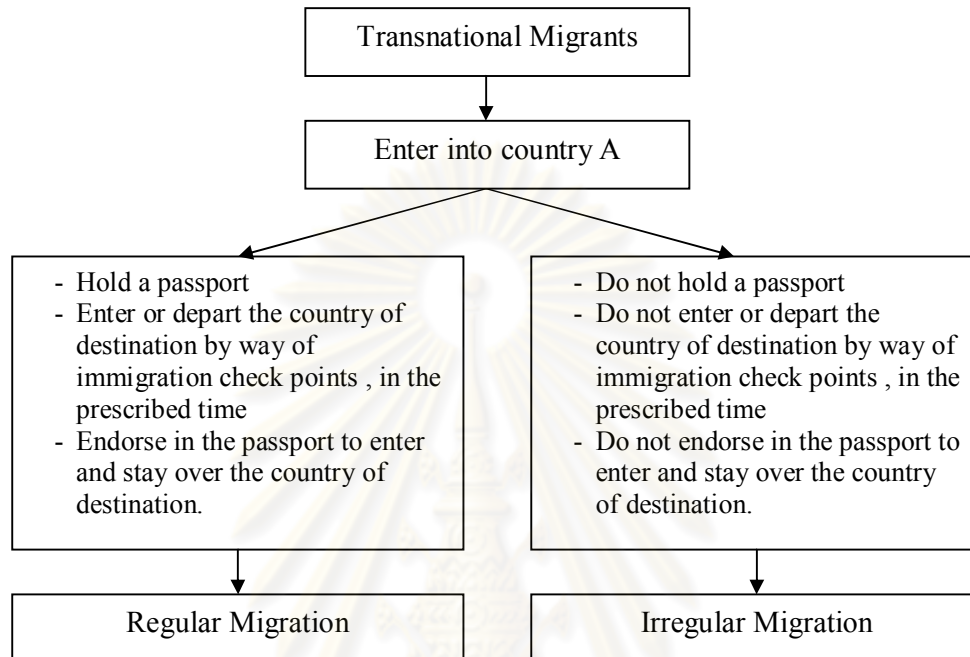 Transnational Migrants
Enter into country A
- Hold a passport
- Enter or depart the country of
destination by way of
immigration check points , in the
prescribed time
- Endorse in the passport to enter
and stay over the country of
destination.
- Do not hold a passport
- Do not enter or depart the
country of destination by way of
immigration check points , in the
prescribed time
- Do not endorse in the passport to
enter and stay over the country
of destination.
Regular Migration
Irregular Migration